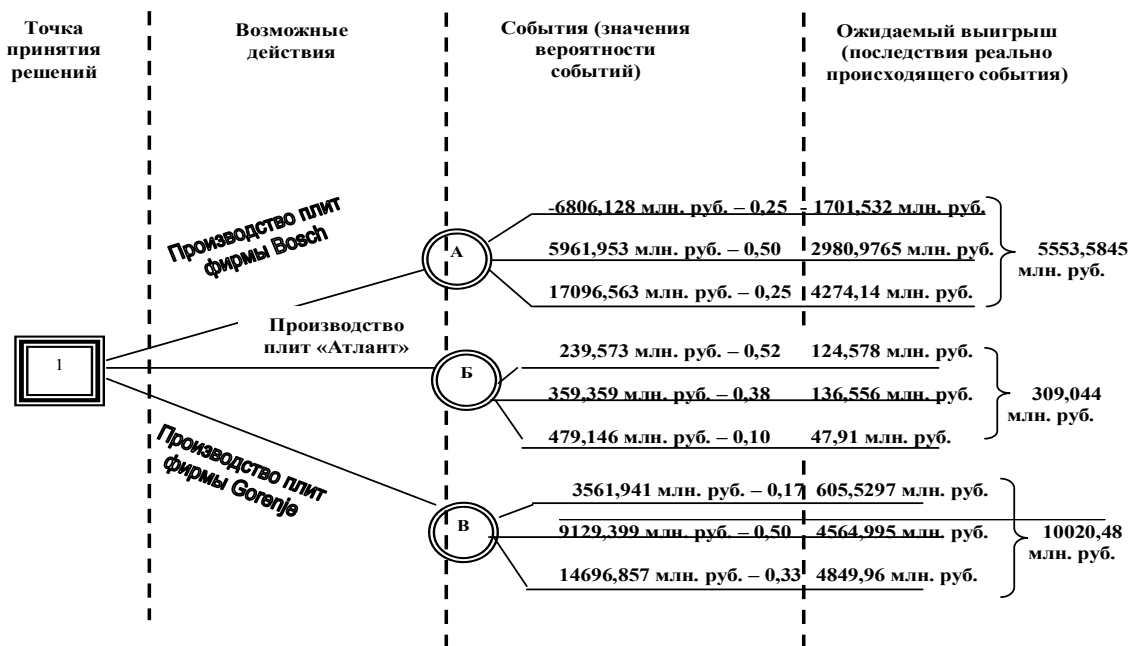 Точка
принятия
решений
Возможные
действия
События (значения
вероятности
событий)
Ожидаемый выигрыш
(последствия реально
происходящего события)
Производство плит
фирмы Bosch
А
-6806,128 млн. руб. – 0,25 - 1701,532 млн. руб.
5961,953 млн. руб. – 0,50 2980,9765 млн. руб.
17096,563 млн. руб. – 0,25 4274,14 млн. руб.
5553,5845
млн. руб.
1
Производство
плит «Атлант»
Б
239,573 млн. руб. – 0,52 124,578 млн. руб.
359,359 млн. руб. – 0,38 136,556 млн. руб.
479,146 млн. руб. – 0,10 47,91 млн. руб.
309,044
млн. руб.
Производство плит
фирмы Gorenje
В
3561,941 млн. руб. – 0,17 605,5297 млн. руб.
9129,399 млн. руб. – 0,50 4564,995 млн. руб.
14696,857 млн. руб. – 0,33 4849,96 млн. руб.
10020,48
млн. руб.